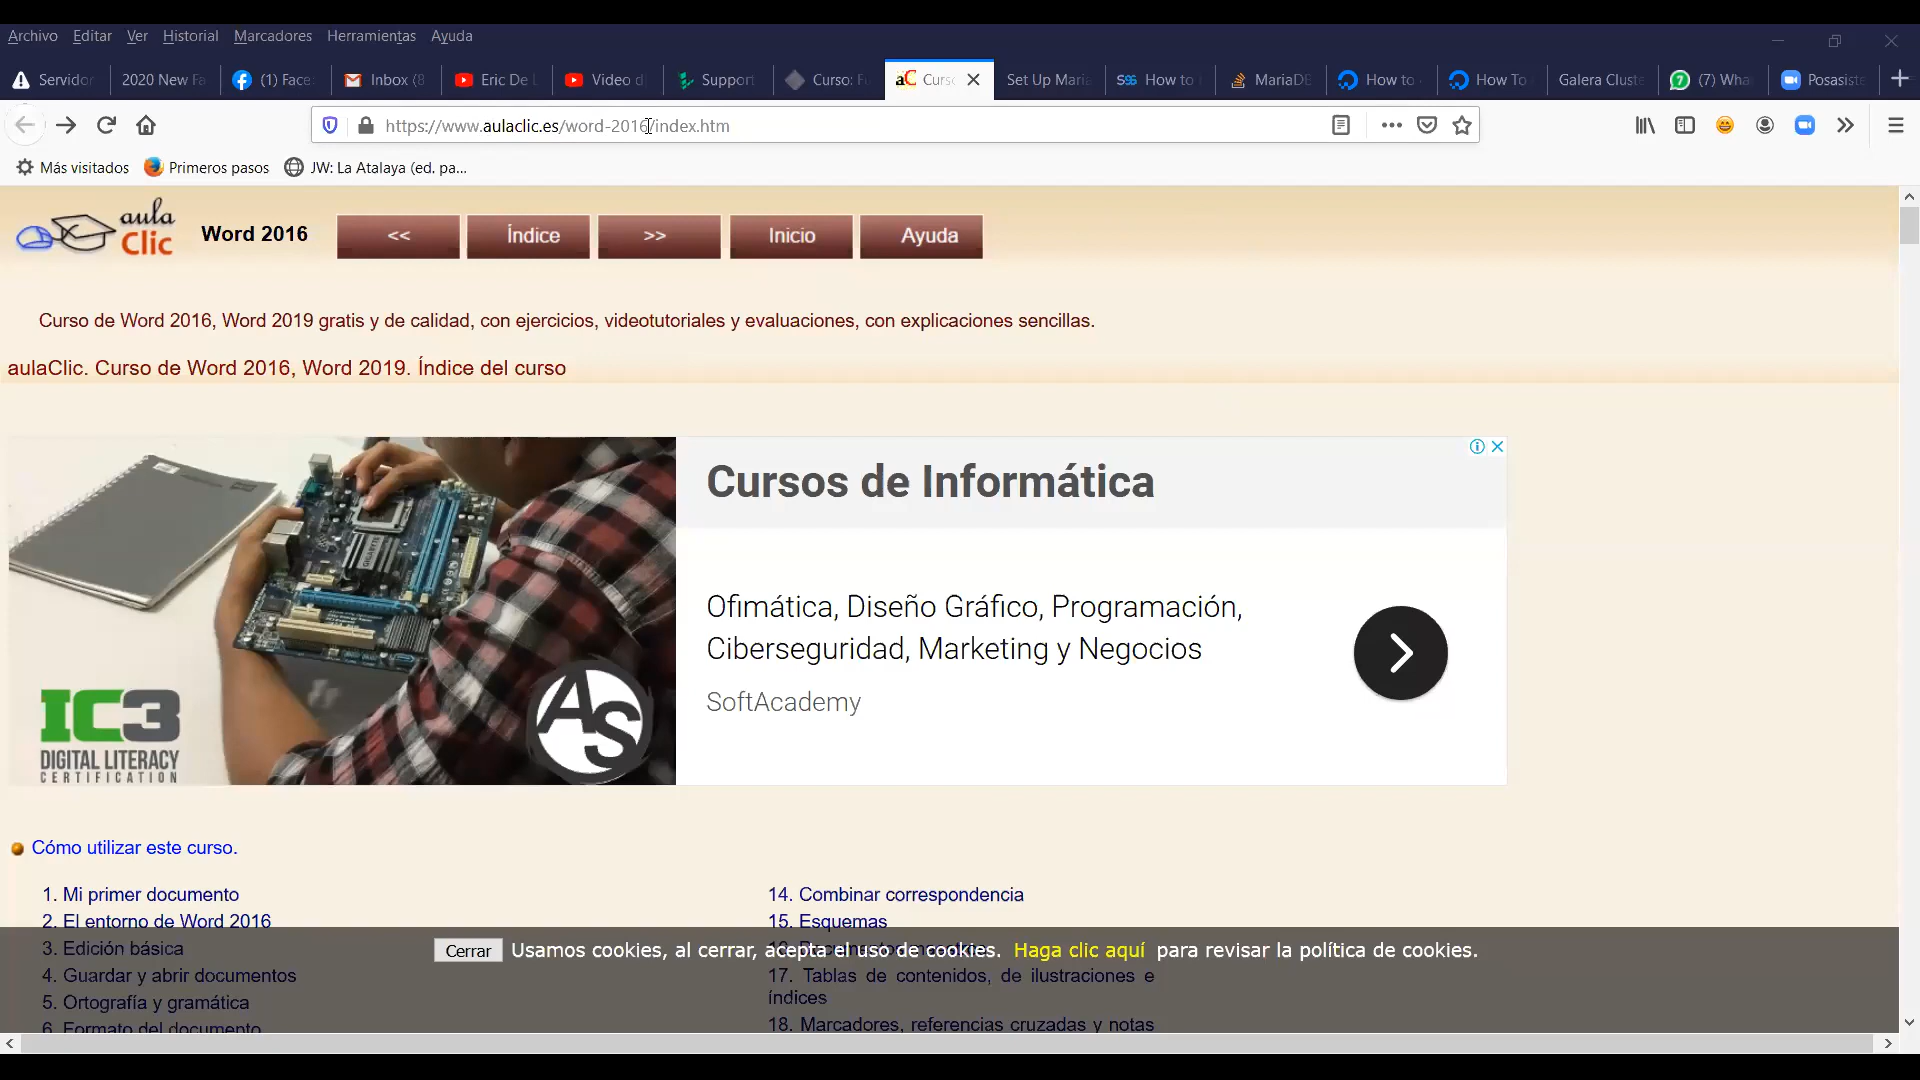 Archivo Editar Ver Historial Marcadores Herramientas Ayuda
Servidor 2020 New Fa (1) Face Inbox (8 Eric De L Video d Support Curso: F Curso Set Up Maria How to MariaDB How to How To Galera Cluste (7) Wha Posasiste
https://www.aulaclic.es/word-2016/index.htm
Más visitados Primeros pasos JW: La Atalaya (ed. pa...
aula Clic Word 2016 << Índice >> Inicio Ayuda
Curso de Word 2016, Word 2019 gratis y de calidad, con ejercicios, videotutoriales y evaluaciones, con explicaciones sencillas.
aulaClic. Curso de Word 2016, Word 2019. Índice del curso
Cursos de Informática
Ofimática, Diseño Gráfico, Programación,
Ciberseguridad, Marketing y Negocios
SoftAcademy
IC3
DIGITAL LITERACY
CERTIFICATION
AS
GIGABYTE
Cómo utilizar este curso.
1. Mi primer documento
2. El entorno de Word 2016
3. Edición básica
4. Guardar y abrir documentos
5. Ortografía y gramática
6. Formato del documento
14. Combinar correspondencia
15. Esquemas
17. Tablas de contenidos, de ilustraciones e
índices
18. Marcadores, referencias cruzadas y notas
Cerrar Usamos cookies, al cerrar, acepta el uso de cookies. Haga clic aquí para revisar la política de cookies.